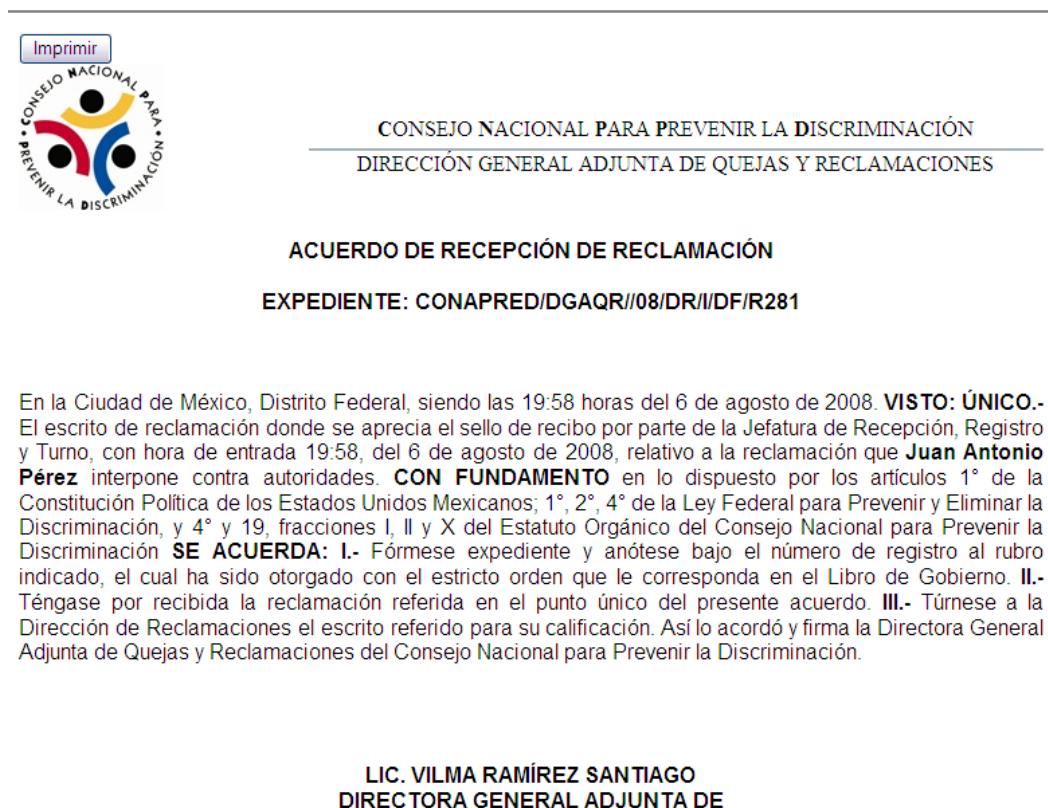 Imprimir
CONSEJO NACIONAL PARA PREVENIR LA DISCRIMINACIÓN
CONSEJO NACIONAL PARA PREVENIR LA DISCRIMINACIÓN
DIRECCIÓN GENERAL ADJUNTA DE QUEJAS Y RECLAMACIONES
ACUERDO DE RECEPCIÓN DE RECLAMACIÓN
EXPEDIENTE: CONAPRED/DGAQR//08/DR/I/DF/R281
En la Ciudad de México, Distrito Federal, siendo las 19:58 horas del 6 de agosto de 2008. VISTO: ÚNICO.-
El escrito de reclamación donde se aprecia el sello de recibo por parte de la Jefatura de Recepción, Registro
y Turno, con hora de entrada 19:58, del 6 de agosto de 2008, relativo a la reclamación que Juan Antonio
Pérez interpone contra autoridades. CON FUNDAMENTO en lo dispuesto por los artículos 1° de la
Constitución Política de los Estados Unidos Mexicanos; 1°, 2°, 4° de la Ley Federal para Prevenir y Eliminar la
Discriminación, y 4° y 19, fracciones I, II y X del Estatuto Orgánico del Consejo Nacional para Prevenir la
Discriminación SE ACUERDA: I.- Fórmese expediente y anótese bajo el número de registro al rubro
indicado, el cual ha sido otorgado con el estricto orden que le corresponda en el Libro de Gobierno. II.-
Téngase por recibida la reclamación referida en el punto único del presente acuerdo. III.- Túrnese a la
Dirección de Reclamaciones el escrito referido para su calificación. Así lo acordó y firma la Directora General
Adjunta de Quejas y Reclamaciones del Consejo Nacional para Prevenir la Discriminación.
LIC. VILMA RAMÍREZ SANTIAGO
DIRECTORA GENERAL ADJUNTA DE